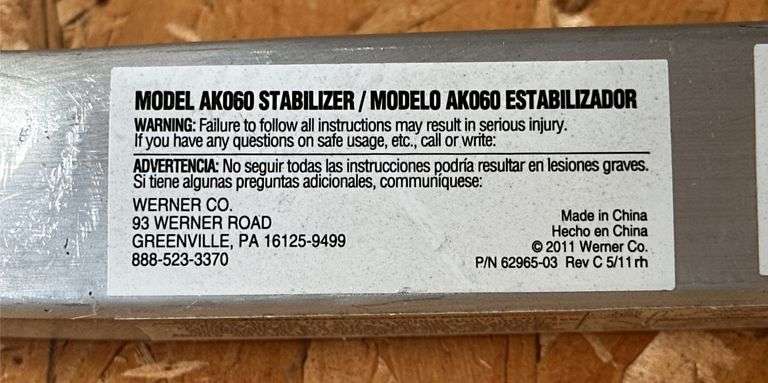 MODEL AK060 STABILIZER / MODELO AK060 ESTABILIZADOR
WARNING: Failure to follow all instructions may result in serious injury.
If you have any questions on safe usage, etc., call or write:
ADVERTENCIA: No seguir todas las instrucciones podría resultar en lesiones graves.
Si tiene algunas preguntas adicionales, communíquese:
WERNER CO.
93 WERNER ROAD
GREENVILLE, PA 16125-9499
888-523-3370
Made in China
Hecho en China
© 2011 Werner Co.
P/N 62965-03 Rev C 5/11 rh